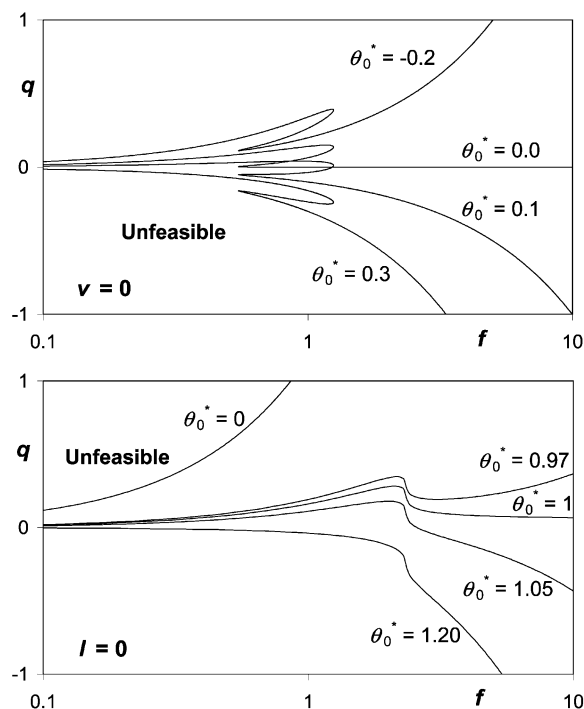 1
θ₀* = -0.2
q
θ₀* = 0.0
0
θ₀* = 0.1
Unfeasible
θ₀* = 0.3
v = 0
-1
0.1 1 f 10
1
θ₀* = 0
q Unfeasible
θ₀* = 0.97
θ₀* = 1
0
θ₀* = 1.05
θ₀* = 1.20
l = 0
-1
0.1 1 f 10